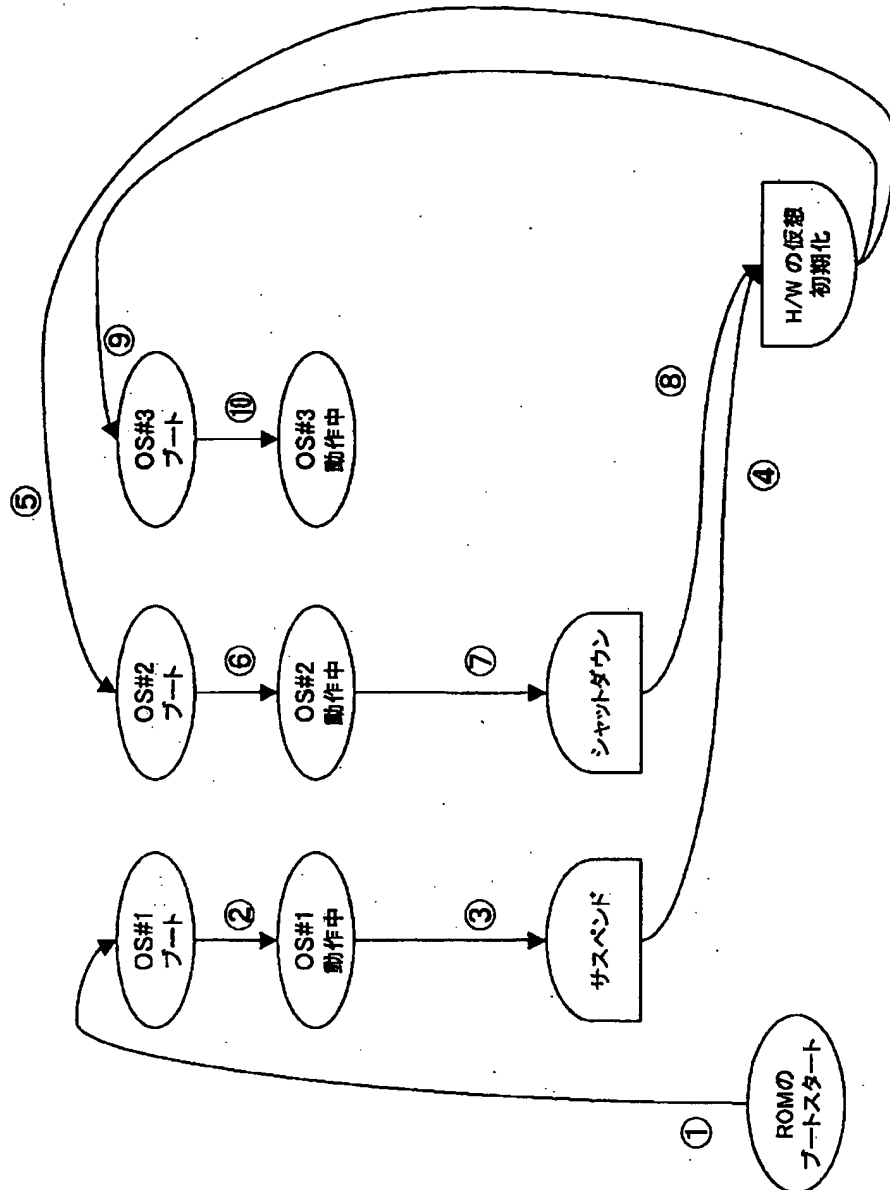 ROMの
ブートスタート
①
OS#1
ブート
②
OS#1
動作中
③
サスペンド
④
⑤
OS#2
ブート
⑥
OS#2
動作中
⑦
シャットダウン
⑧
H/Wの仮想
初期化
⑨
OS#3
ブート
⑩
OS#3
動作中